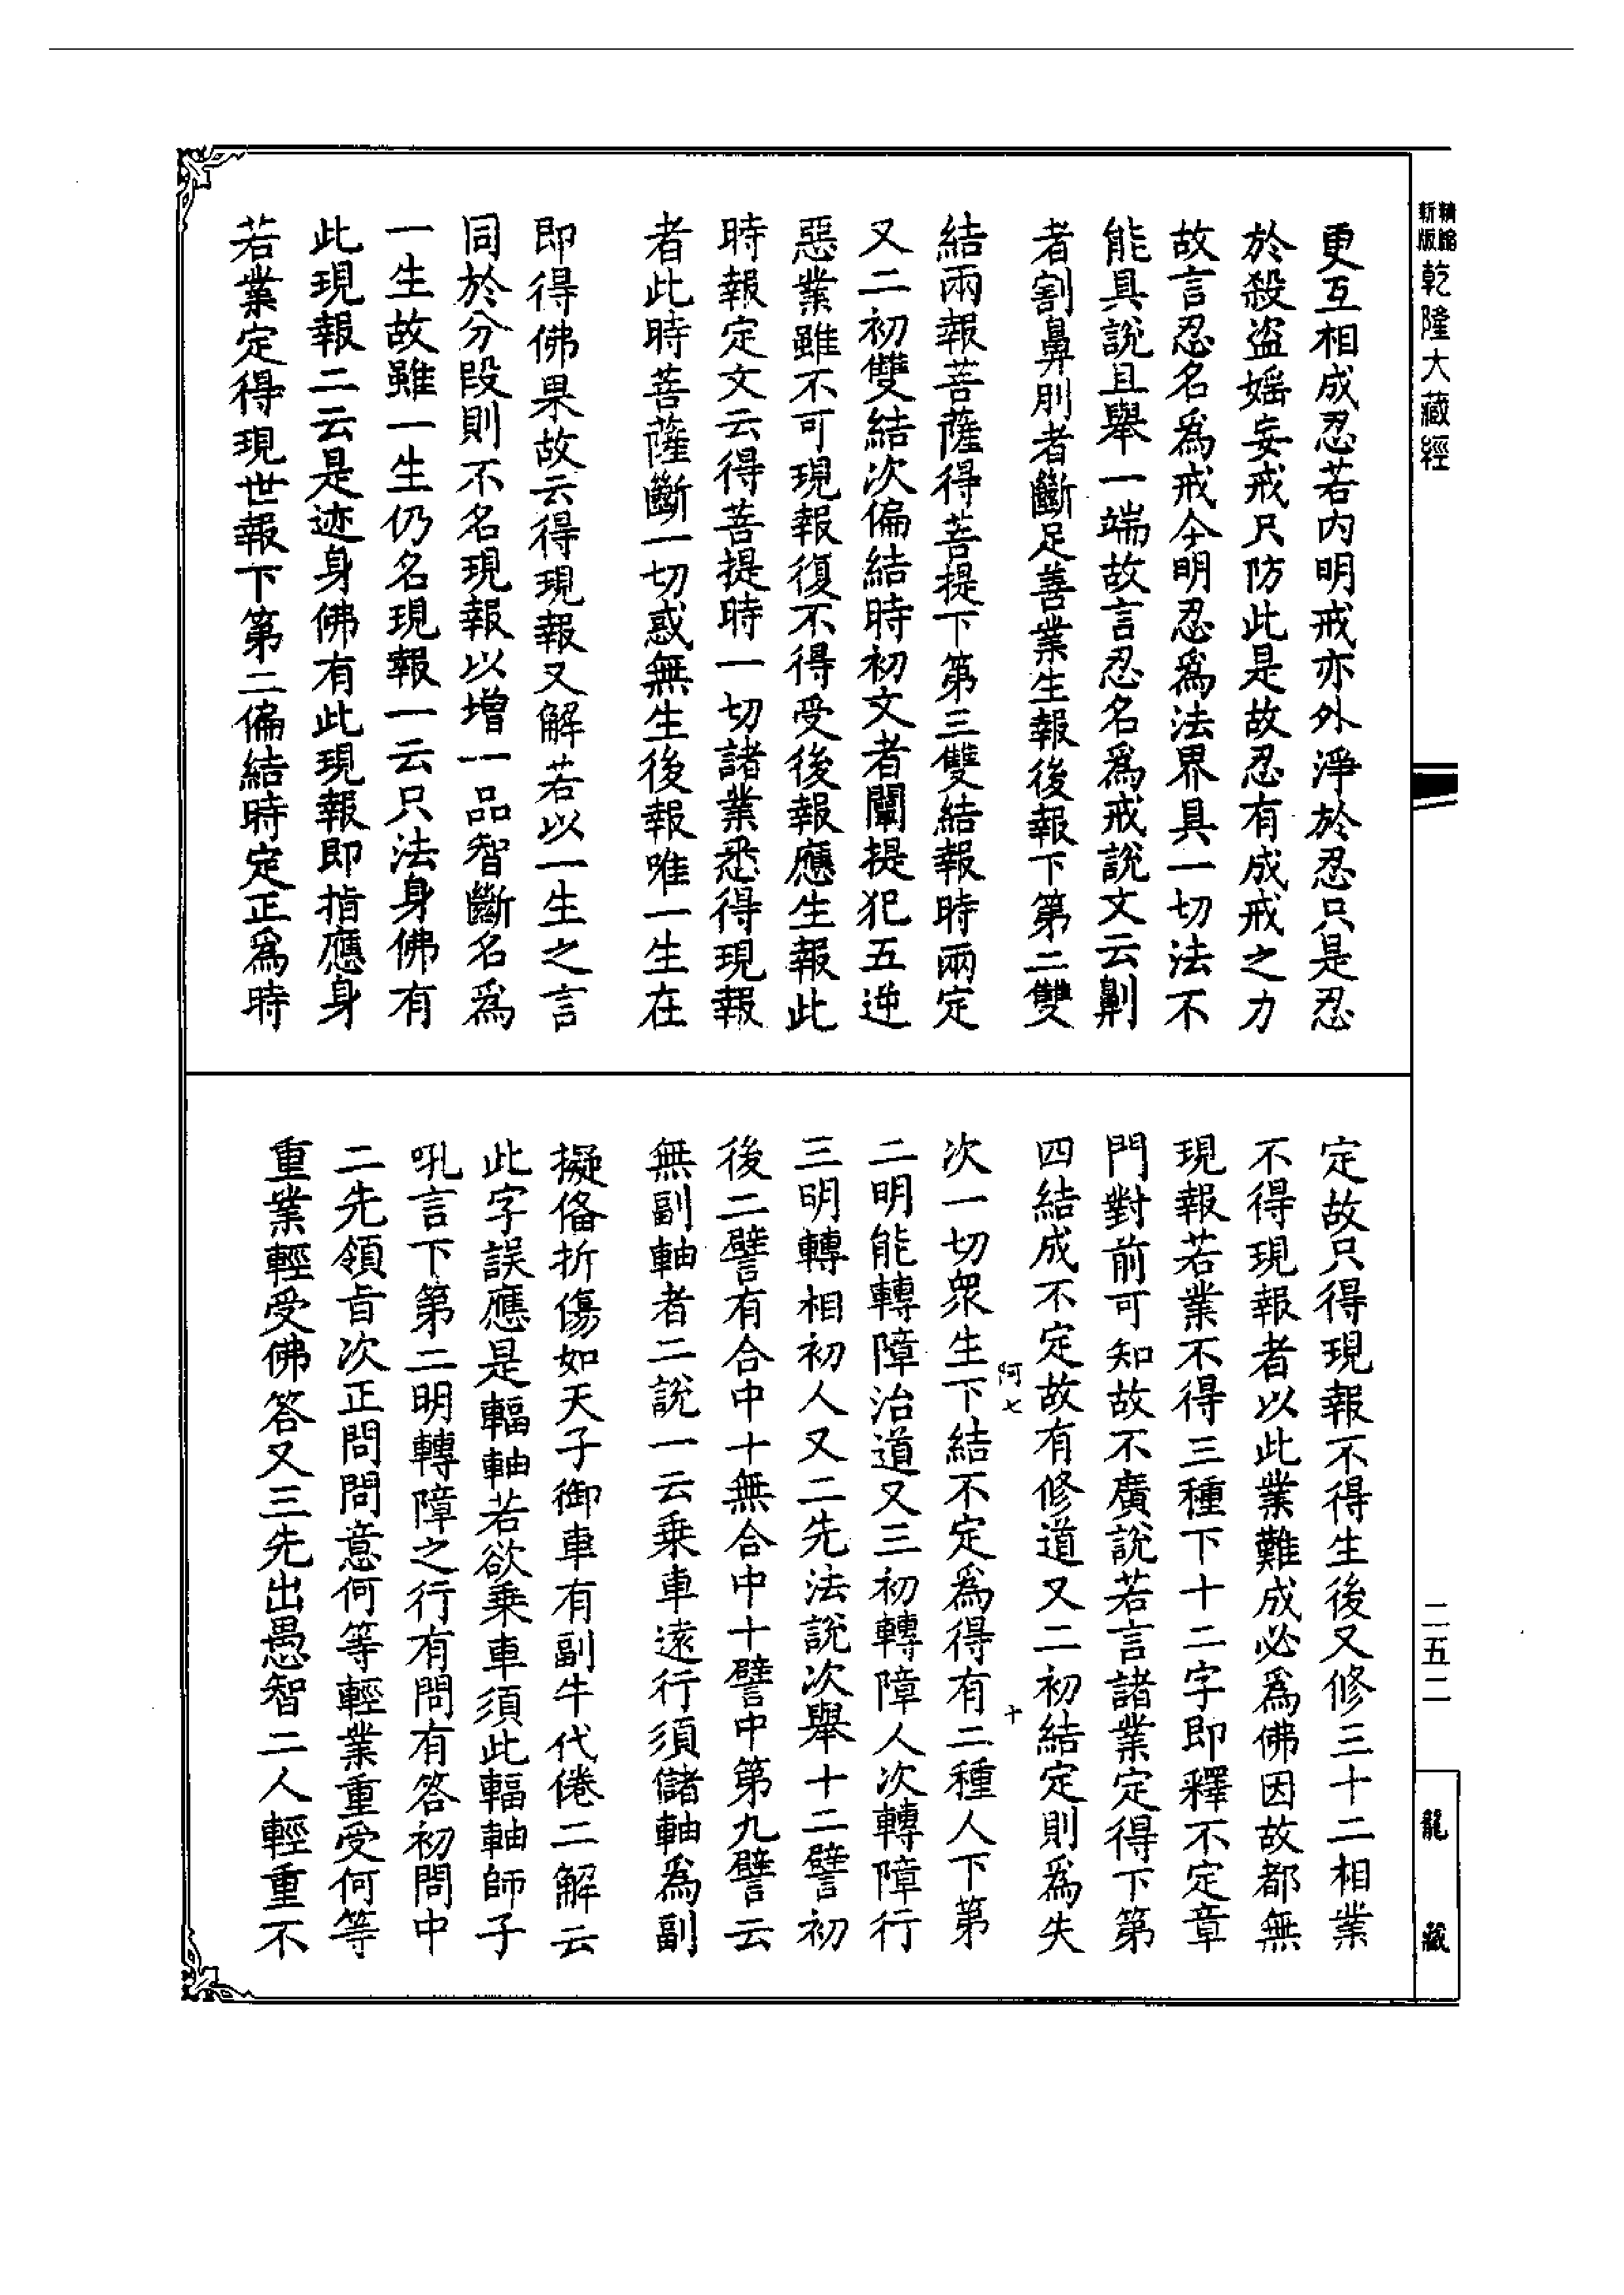 精縮
新版
乾隆大藏經
更互相成忍若内明戒亦外淨於忍只是忍
於殺盜婬妄戒只防此是故忍有成戒之力
故言忍名爲戒今明忍爲法界具一切法不
能具說且舉一端故言忍名爲戒說文云劓
者割鼻刖者斷足善業生報後報下第二雙
結兩報菩薩得菩提下第三雙結報時兩定
又二初雙結次偏結時初文者闡提犯五逆
惡業雖不可現報復不得受後報應生報此
時報定文云得菩提時一切諸業悉得現報
者此時菩薩斷一切惑無生後報唯一生在
即得佛果故云得現報又解若以一生之言
同於分段則不名現報以增一品智斷名爲
一生故雖一生仍名現報一云只法身佛有
此現報二云是迹身佛有此現報即指應身
若業定得現世報下第二偏結時定正爲時
定故只得現報不得生後又修三十二相業
不得現報者以此業難成必爲佛因故都無
現報若業不得三種下十二字即釋不定章
門對前可知故不廣說若言諸業定得下第
四結成不定故有修道又二初結定則爲失
阿七
十
次一切衆生下結不定爲得有二種人下第
二明能轉障治道又三初轉障人次轉障行
三明轉相初人又二先法說次舉十二譬初
後二譬有合中十無合中十譬中第九譬云
無副軸者二說一云乘車遠行須儲軸爲副
擬俻折傷如天子御車有副牛代倦二解云
此字誤應是輻軸若欲乘車須此輻軸師子
吼言下第二明轉障之行有問有答初問中
二先領旨次正問問意何等輕業重受何等
重業輕受佛答又三先出愚智二人輕重不
二五二
龍
藏